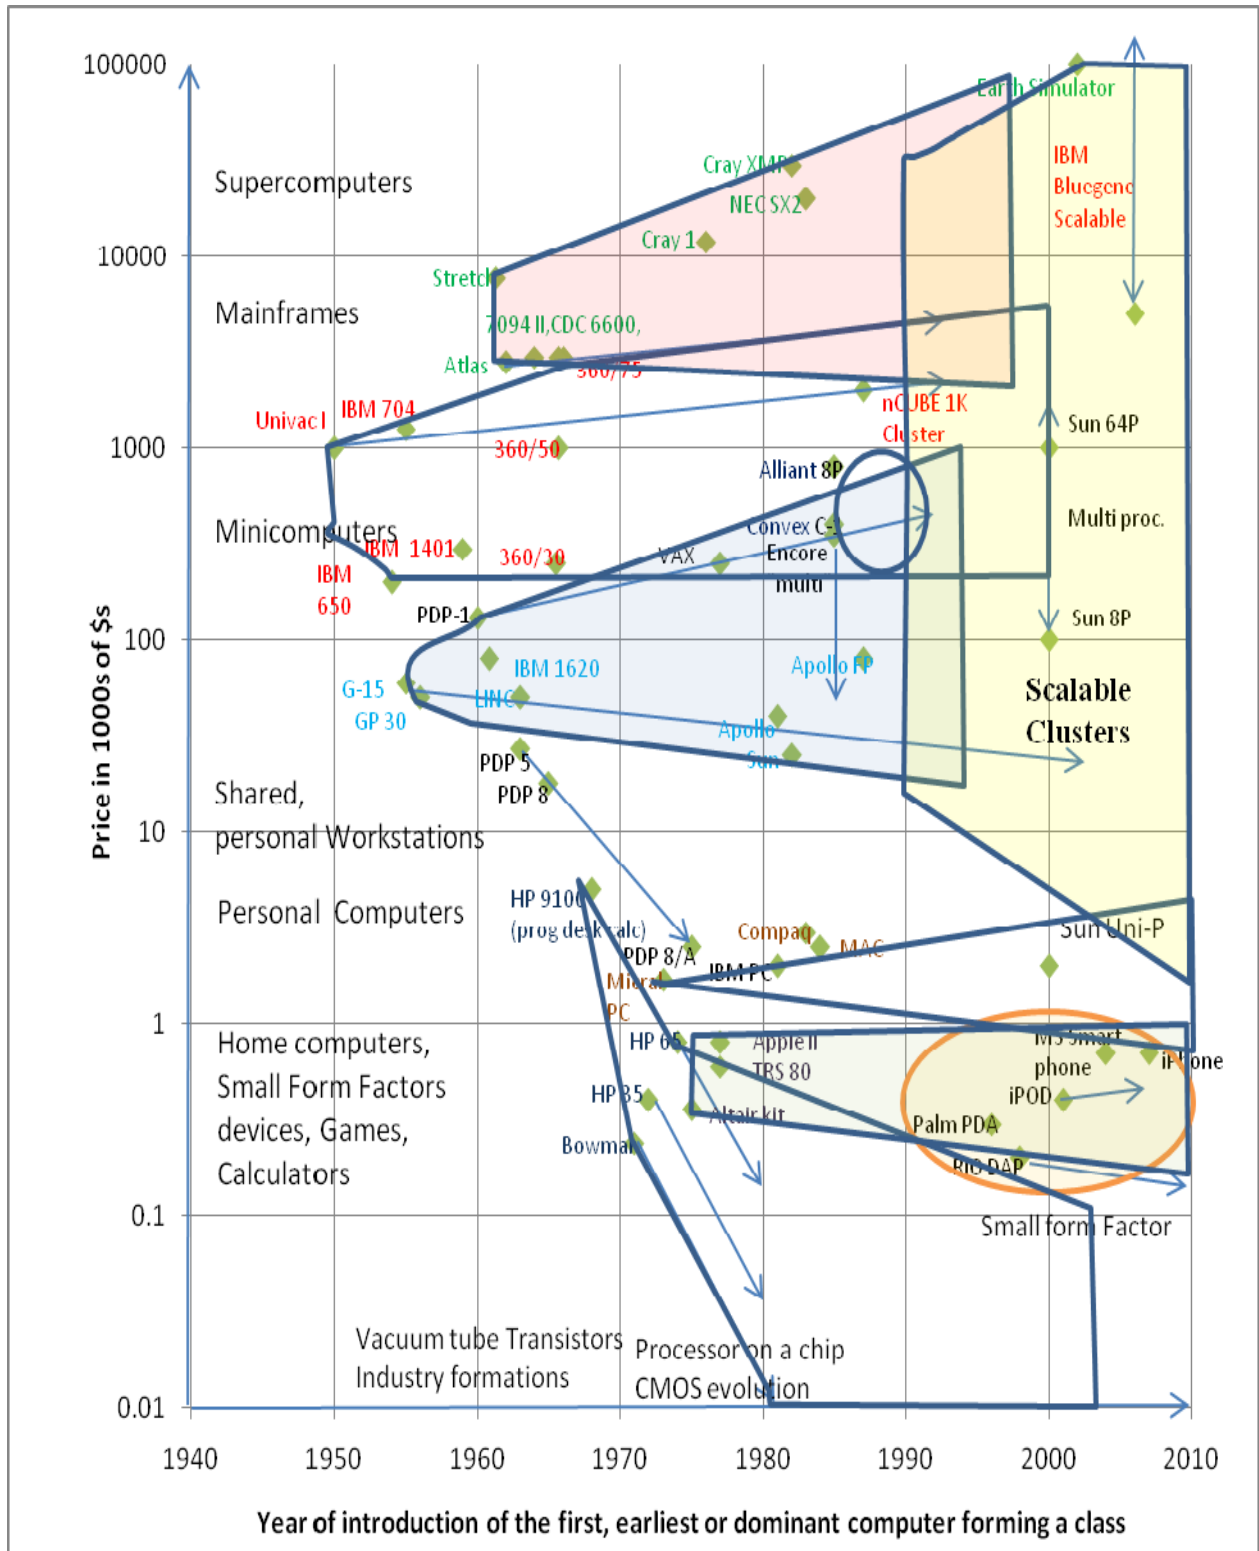 100000
Earth Simulator
Cray XMP
IBM
Bluegene
Scalable
Supercomputers
NEC SX2
Cray 1
10000
Stretch
Mainframes
7094 II,CDC 6600,
Atlas
360/75
IBM 704
Univac I
nCUBE 1K
Cluster
Sun 64P
1000
360/50
Alliant 8P
Multi proc.
Minicomputers
Convex C-1
IBM 1401
360/30
VAX
Encore
multi
IBM
650
PDP-1
Sun 8P
100
IBM 1620
Apollo FP
G-15
LINC
GP 30
Scalable
Clusters
Apollo
Sun
PDP 5
PDP 8
Shared,
personal Workstations
10
Price in 1000s of $s
HP 9100
(prog desk calc)
Personal Computers
Compaq
MAC
Sun Uni-P
PDP 8/A
IBM PC
Micral
PC
1
Home computers,
Small Form Factors
devices, Games,
Calculators
HP 65
Apple II
TRS 80
MS Smart
phone
iPhone
HP 35
iPOD
Altair kit
Palm PDA
Bowmar
RIO DAP
0.1
Small form Factor
Vacuum tube Transistors
Industry formations
Processor on a chip
CMOS evolution
0.01
1940 1950 1960 1970 1980 1990 2000 2010
Year of introduction of the first, earliest or dominant computer forming a class